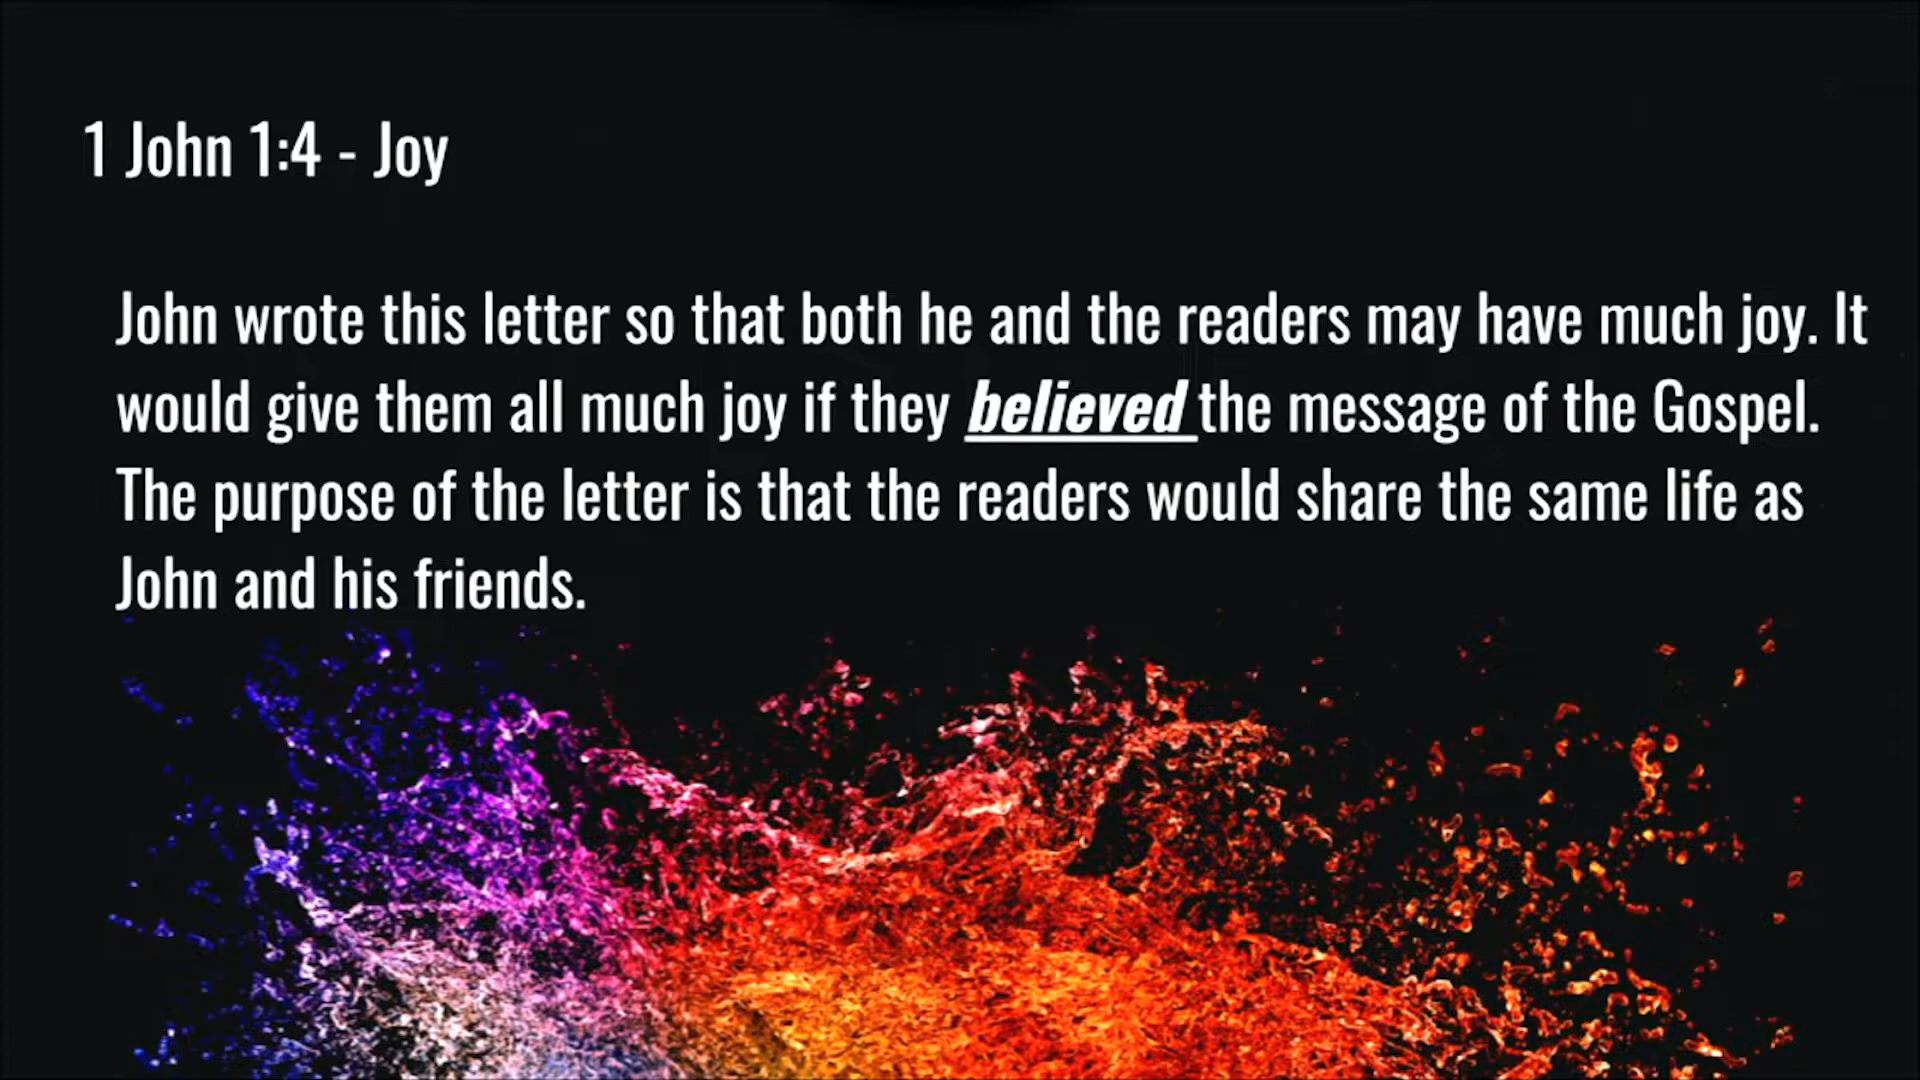 1 John 1:4 - Joy
John wrote this letter so that both he and the readers may have much joy. It
would give them all much joy if they believed the message of the Gospel.
The purpose of the letter is that the readers would share the same life as
John and his friends.